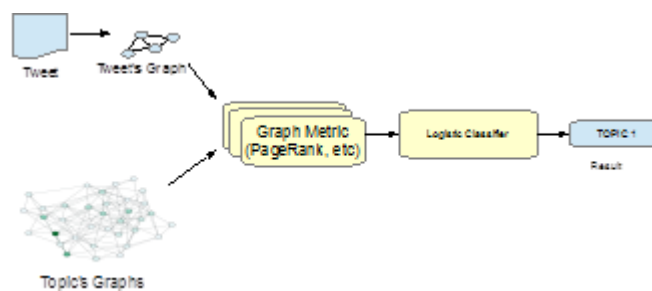 Tweet
Tweet's Graph
Graph Metric
(PageRank, etc)
Logistic Classifier
TOPIC 1
Result
Topic's Graphs